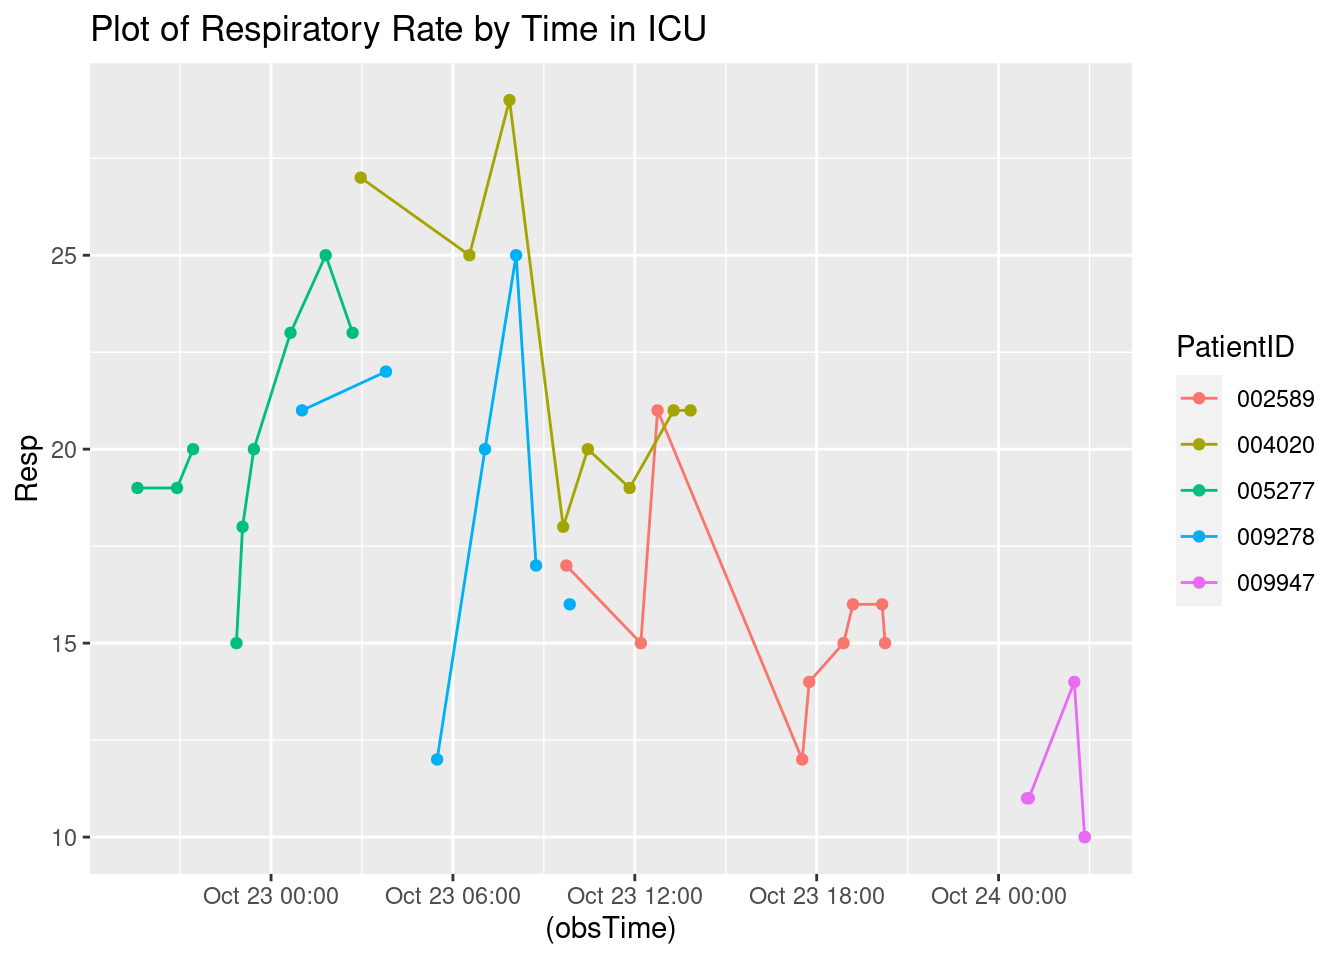 Plot of Respiratory Rate by Time in ICU
25
20
15
10
Resp
Oct 23 00:00 Oct 23 06:00 Oct 23 12:00 Oct 23 18:00 Oct 24 00:00
(obsTime)
PatientID
002589
004020
005277
009278
009947